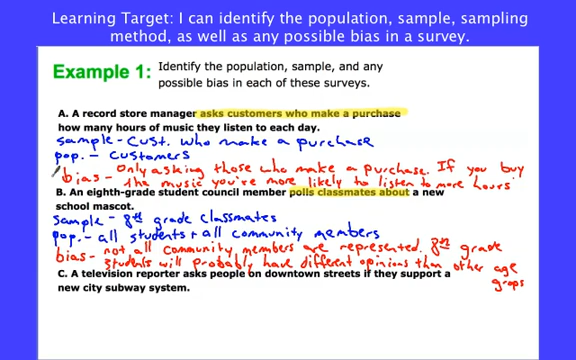 Learning Target: I can identify the population, sample, sampling
method, as well as any possible bias in a survey.
Example 1: Identify the population, sample, and any
possible bias in each of these surveys.
A. A record store manager asks customers who make a purchase
how many hours of music they listen to each day.
sample - cust. who make a purchase
pop. - customers
bias - Only asking those who make a purchase. If you buy
the music you're more likely to listen to more hours
B. An eighth-grade student council member polls classmates about a new
school mascot.
sample - 8th grade classmates
pop. - all students + all community members
bias - not all community members are represented. 8th grade
students will probably have different opinions than other age
grops
C. A television reporter asks people on downtown streets if they support a
new city subway system.